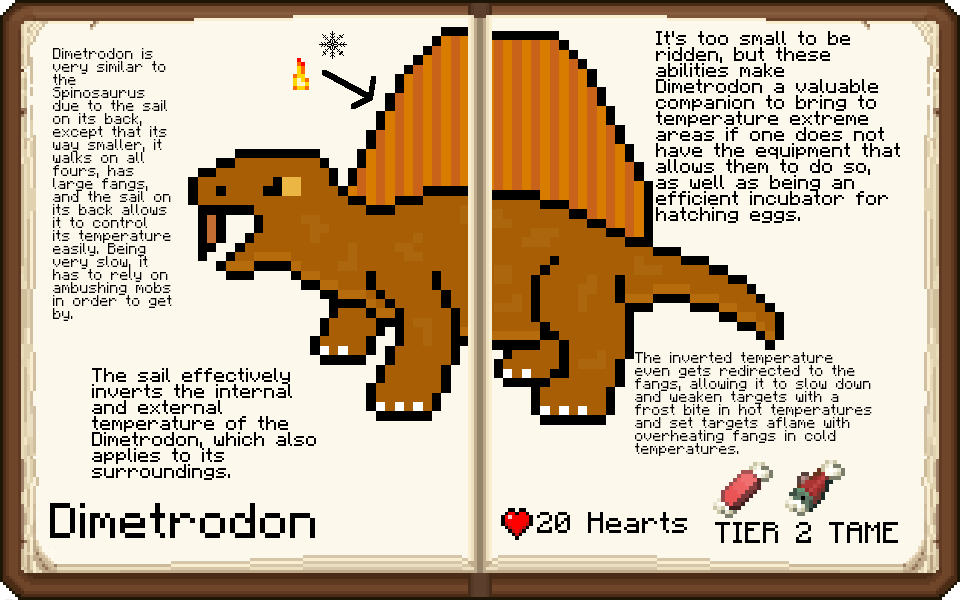 Dimetrodon is
very similar to
the
Spinosaurus
due to the sail
on its back,
except that its
way smaller, it
walks on all
fours, has
large fangs,
and the sail on
its back allows
it to control
its temperature
easily. Being
very slow, it
has to rely on
ambushing mobs
in order to get
by.
The sail effectively
inverts the internal
and external
temperature of the
Dimetrodon, which also
applies to its
surroundings.
Dimetrodon
It's too small to be
ridden, but these
abilities make
Dimetrodon a valuable
companion to bring to
temperature extreme
areas if one does not
have the equipment that
allows them to do so,
as well as being an
efficient incubator for
hatching eggs.
The inverted temperature
even gets redirected to the
fangs, allowing it to slow down
and weaken targets with a
frost bite in hot temperatures
and set targets aflame with
overheating fangs in cold
temperatures.
20 Hearts
TIER 2 TAME